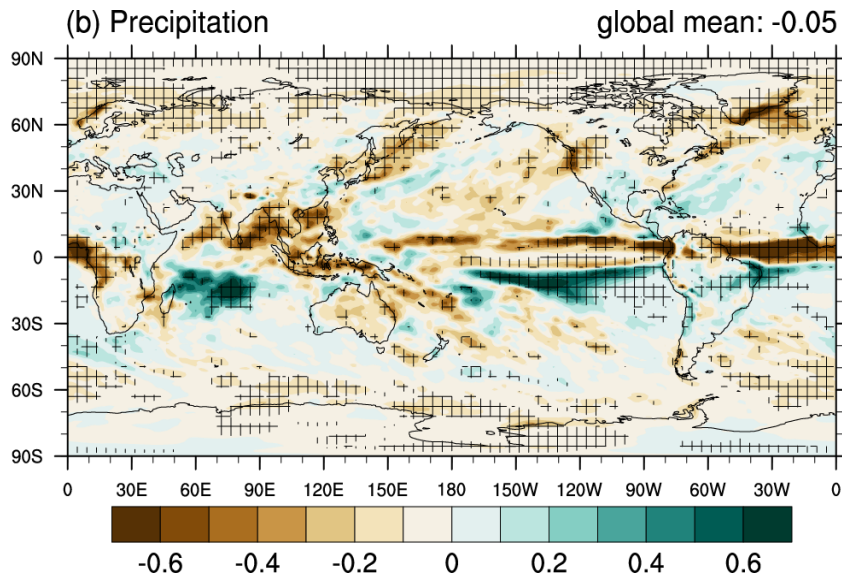 (b) Precipitation global mean: -0.05
90N
60N
30N
0
30S
60S
90S
0 30E 60E 90E 120E 150E 180 150W 120W 90W 60W 30W 0
-0.6 -0.4 -0.2 0 0.2 0.4 0.6